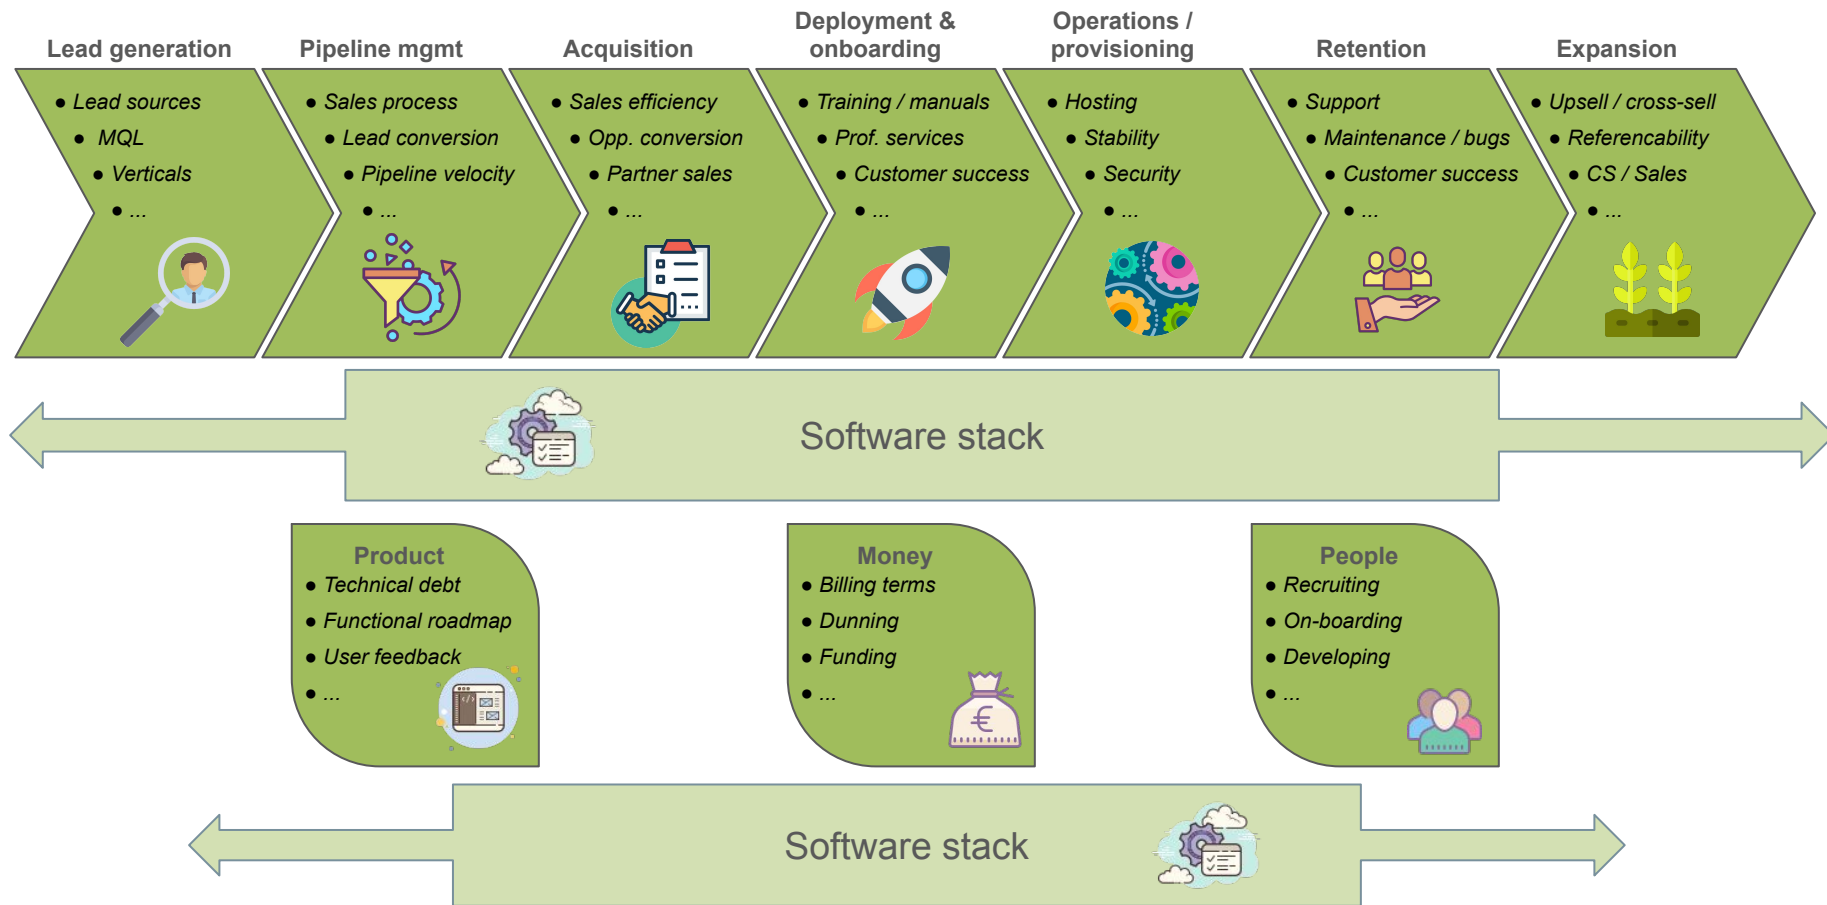 Lead generation
Pipeline mgmt
Acquisition
Deployment &
onboarding
Operations /
provisioning
Retention
Expansion
● Lead sources
● MQL
● Verticals
● ...
● Sales process
● Lead conversion
● Pipeline velocity
● ...
● Sales efficiency
● Opp. conversion
● Partner sales
● ...
● Training / manuals
● Prof. services
● Customer success
● ...
● Hosting
● Stability
● Security
● ...
● Support
● Maintenance / bugs
● Customer success
● ...
● Upsell / cross-sell
● Referencability
● CS / Sales
● ...
Software stack
Product
● Technical debt
● Functional roadmap
● User feedback
● ...
</>
Money
● Billing terms
● Dunning
● Funding
● ...
€
People
● Recruiting
● On-boarding
● Developing
● ...
Software stack